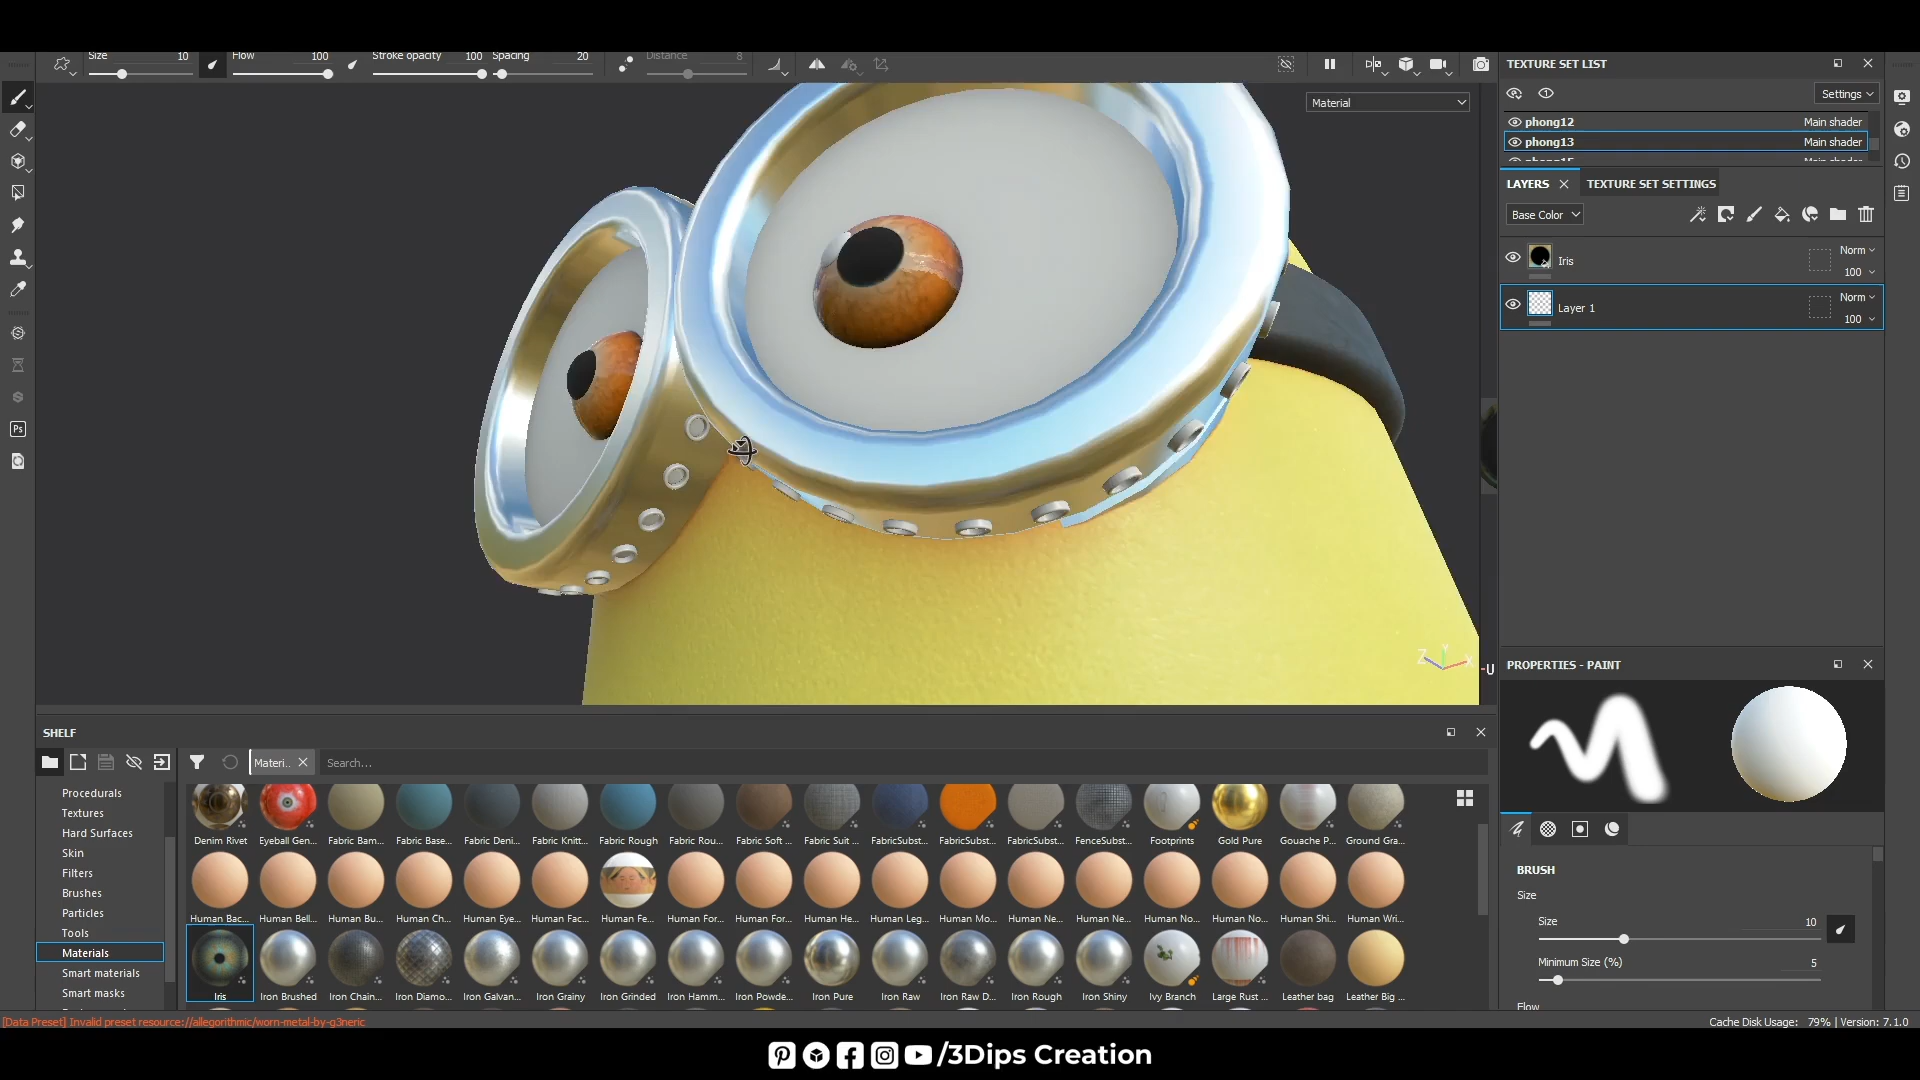 Size 10 Flow 100 Stroke opacity 100 Spacing 20 Distance 8
Material
TEXTURE SET LIST
Settings
phong12 Main shader
phong13 Main shader
phong15 Main shader
LAYERS TEXTURE SET SETTINGS
Base Color
Iris Norm 100
Layer 1 Norm 100
Z Y X
-U
Ps
PROPERTIES - PAINT
BRUSH
Size
Size 10
Minimum Size (%) 5
Flow
SHELF
Materi.. Search...
Procedurals
Textures
Hard Surfaces
Skin
Filters
Brushes
Particles
Tools
Materials
Smart materials
Smart masks
Denim Rivet Eyeball Gen... Fabric Bam... Fabric Base... Fabric Deni... Fabric Knitt... Fabric Rough Fabric Rou... Fabric Soft ... Fabric Suit ... FabricSubst... FabricSubst... FabricSubst... FenceSubst... Footprints Gold Pure Gouache P... Ground Gra...
Human Bac... Human Bell... Human Bu... Human Ch... Human Eye... Human Fac... Human Fe... Human For... Human For... Human He... Human Leg... Human Mo... Human Ne... Human Ne... Human No... Human No... Human Shi... Human Wri...
Iris Iron Brushed Iron Chain... Iron Diamo... Iron Galvan... Iron Grainy Iron Grinded Iron Hamm... Iron Powde... Iron Pure Iron Raw Iron Raw D... Iron Rough Iron Shiny Ivy Branch Large Rust ... Leather bag Leather Big ...
[Data Preset] Invalid preset resource://allegorithmic/worn-metal-by-g3neric
Cache Disk Usage: 79% | Version: 7.1.0
/3Dips Creation